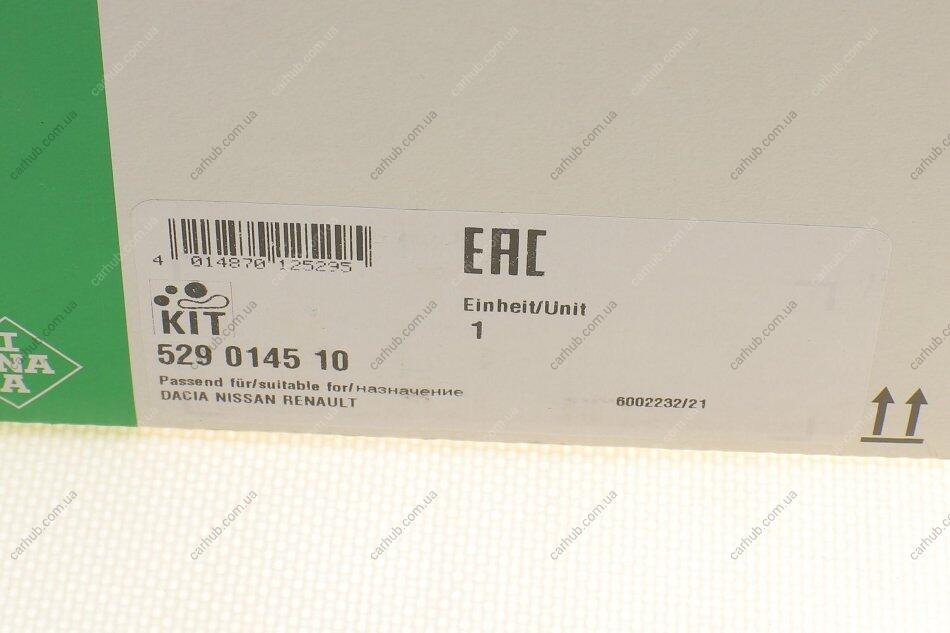 4 014870 125295
EAC
KIT
Einheit/Unit
1
529 0145 10
Passend für/suitable for/назначение
DACIA NISSAN RENAULT
6002232/21
I
INA
A
carhub.com.ua